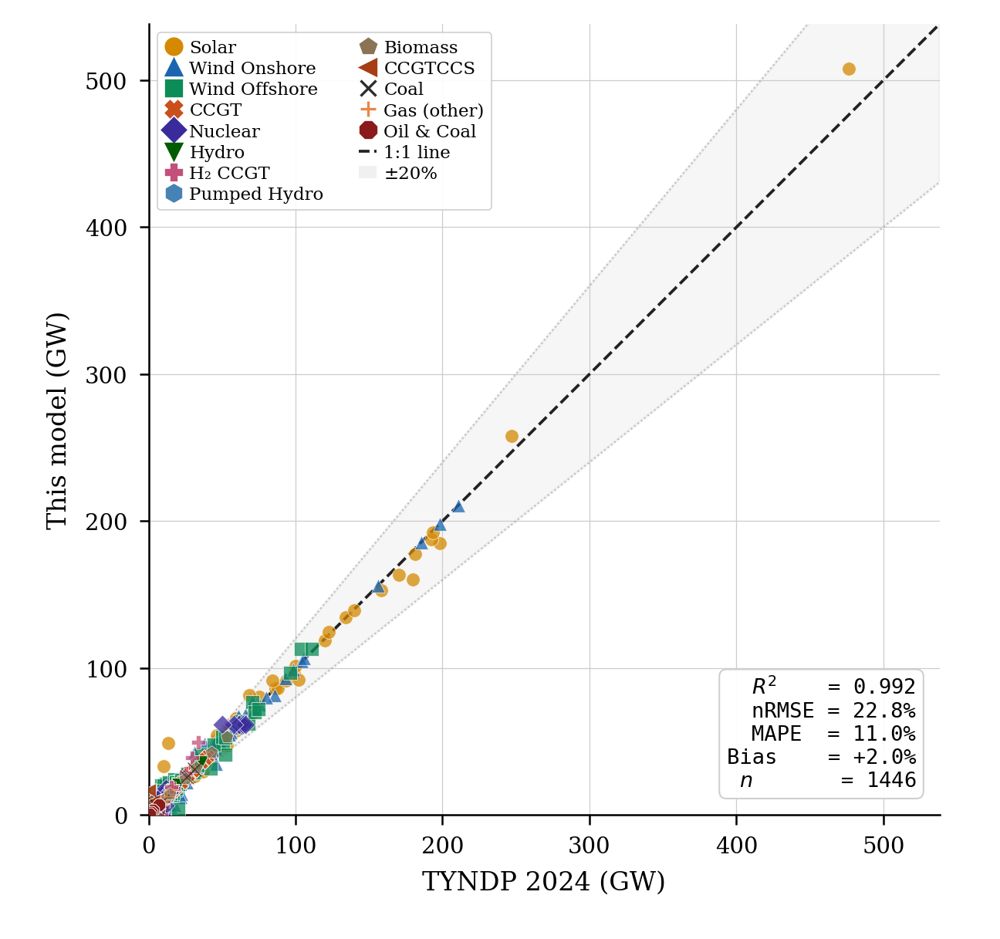 Solar
Wind Onshore
Wind Offshore
CCGT
Nuclear
Hydro
H₂ CCGT
Pumped Hydro
Biomass
CCGTCCS
Coal
Gas (other)
Oil & Coal
1:1 line
±20%
500
400
300
200
100
0
This model (GW)
R² = 0.992
nRMSE = 22.8%
MAPE = 11.0%
Bias = +2.0%
n = 1446
0 100 200 300 400 500
TYNDP 2024 (GW)